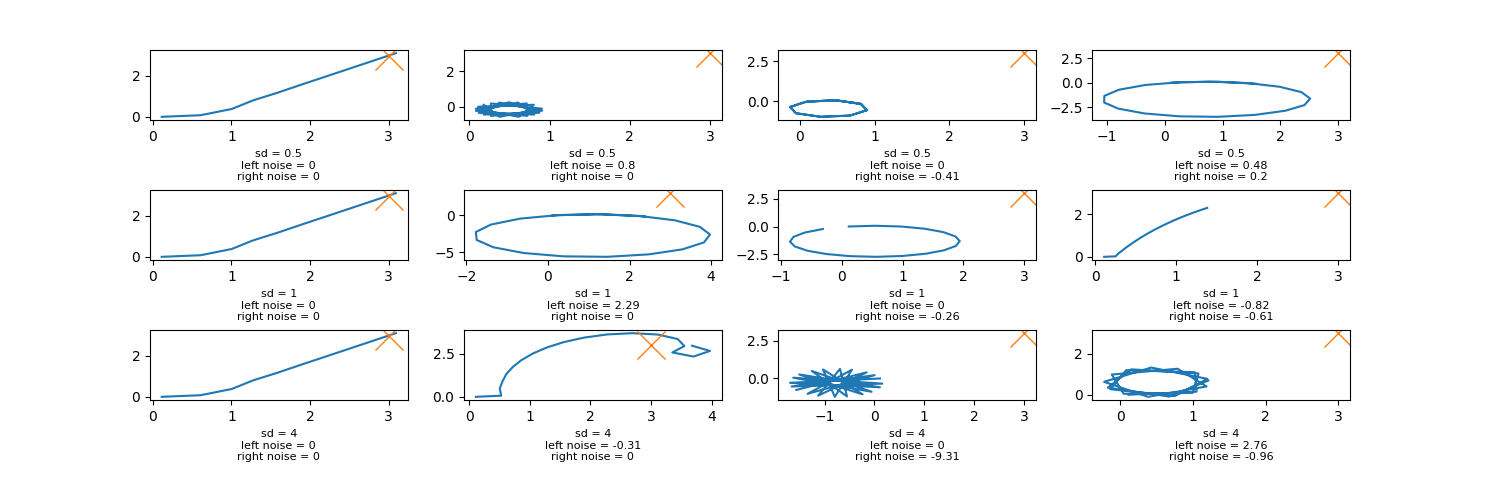 2
0
0
1
2
3
sd = 0.5
left noise = 0
right noise = 0
2
0
0
1
2
3
sd = 0.5
left noise = 0.8
right noise = 0
2.5
0.0
0
1
2
3
sd = 0.5
left noise = 0
right noise = -0.41
2.5
0.0
−2.5
−1
0
1
2
3
sd = 0.5
left noise = 0.48
right noise = 0.2
2
0
0
1
2
3
sd = 1
left noise = 0
right noise = 0
0
−5
−2
0
2
4
sd = 1
left noise = 2.29
right noise = 0
2.5
0.0
−2.5
−1
0
1
2
3
sd = 1
left noise = 0
right noise = -0.26
2
0
0
1
2
3
sd = 1
left noise = -0.82
right noise = -0.61
2
0
0
1
2
3
sd = 4
left noise = 0
right noise = 0
2.5
0.0
0
1
2
3
4
sd = 4
left noise = -0.31
right noise = 0
2.5
0.0
−1
0
1
2
3
sd = 4
left noise = 0
right noise = -9.31
2
0
0
1
2
3
sd = 4
left noise = 2.76
right noise = -0.96